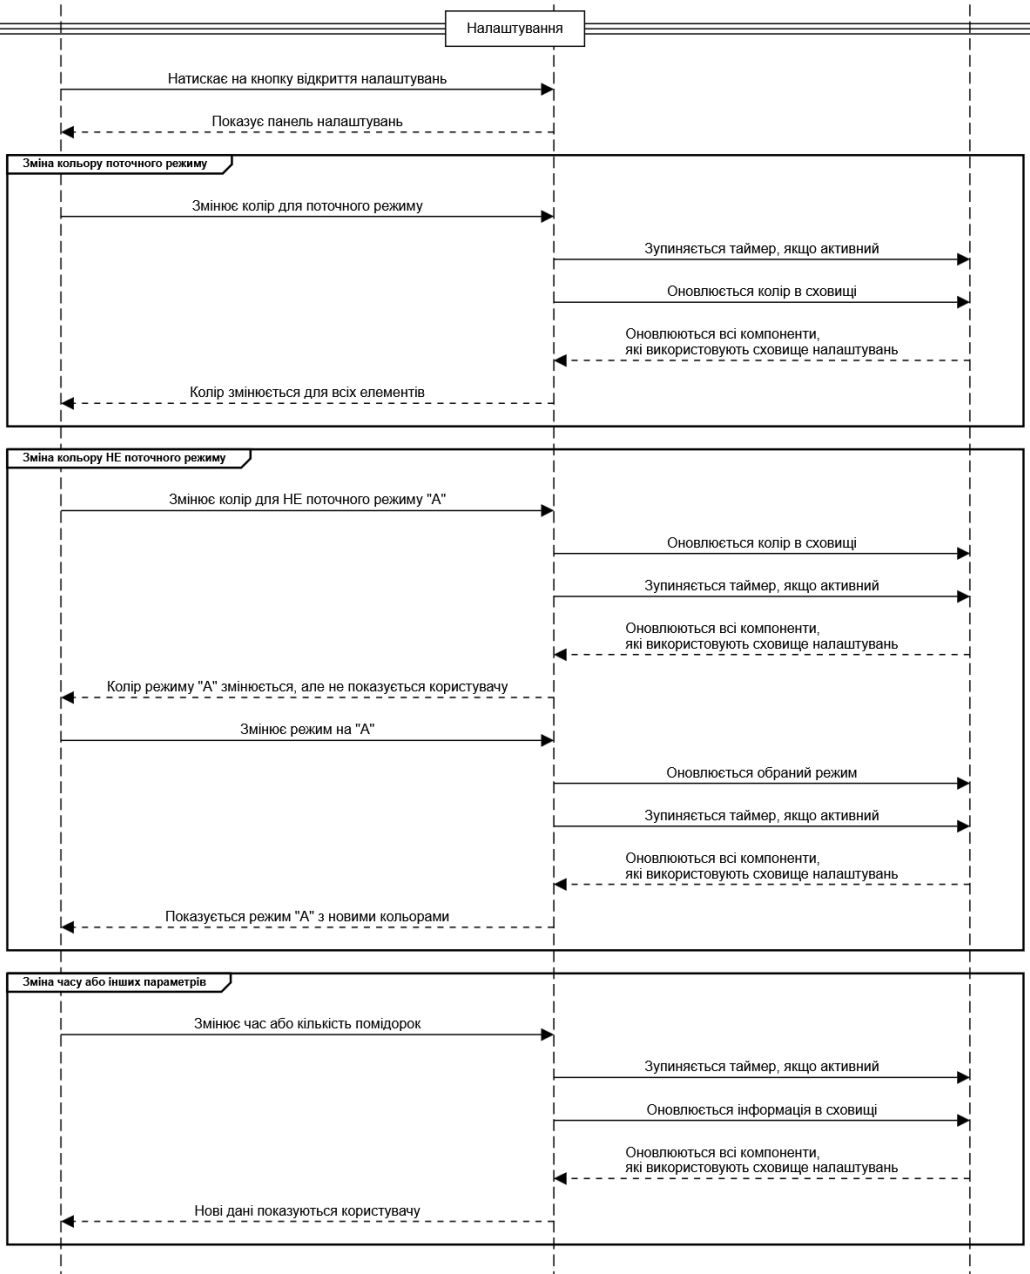 Налаштування
Натискає на кнопку відкриття налаштувань
Показує панель налаштувань
Зміна кольору поточного режиму
Змінює колір для поточного режиму
Зупиняється таймер, якщо активний
Оновлюється колір в сховищі
Оновлюються всі компоненти,
які використовують сховище налаштувань
Колір змінюється для всіх елементів
Зміна кольору НЕ поточного режиму
Змінює колір для НЕ поточного режиму "А"
Оновлюється колір в сховищі
Зупиняється таймер, якщо активний
Оновлюються всі компоненти,
які використовують сховище налаштувань
Колір режиму "А" змінюється, але не показується користувачу
Змінює режим на "А"
Оновлюється обраний режим
Зупиняється таймер, якщо активний
Оновлюються всі компоненти,
які використовують сховище налаштувань
Показується режим "А" з новими кольорами
Зміна часу або інших параметрів
Змінює час або кількість помідорок
Зупиняється таймер, якщо активний
Оновлюється інформація в сховищі
Оновлюються всі компоненти,
які використовують сховище налаштувань
Нові дані показуються користувачу